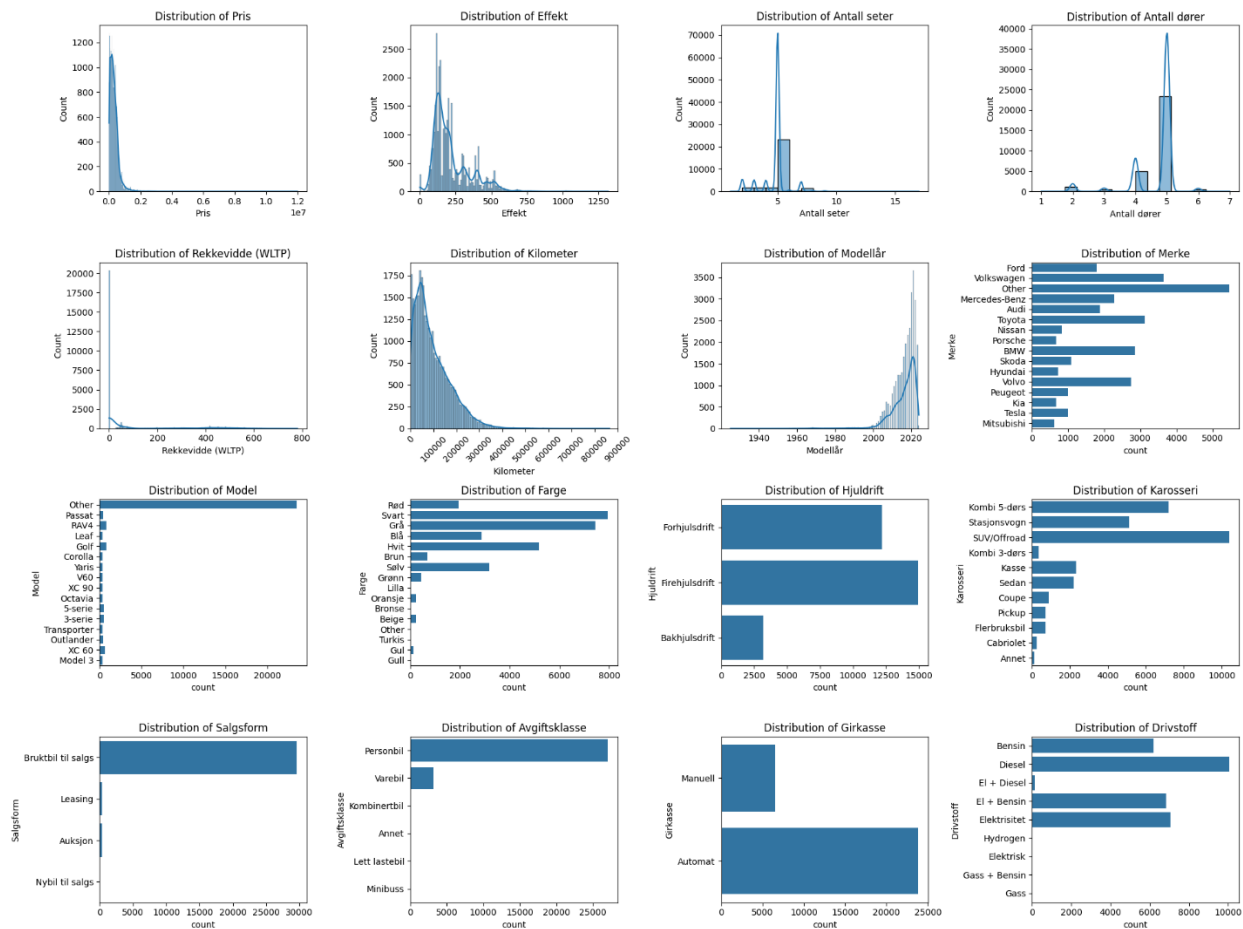 Distribution of Pris
Count
1200
1000
800
600
400
200
0
0.0
0.2
0.4
0.6
0.8
1.0
1.2
1e7
Pris
Distribution of Effekt
Count
2500
2000
1500
1000
500
0
0
250
500
750
1000
1250
Effekt
Distribution of Antall seter
Count
70000
60000
50000
40000
30000
20000
10000
0
5
10
15
Antall seter
Distribution of Antall dører
Count
40000
35000
30000
25000
20000
15000
10000
5000
0
1
2
3
4
5
6
7
Antall dører
Distribution of Rekkevidde (WLTP)
Count
20000
17500
15000
12500
10000
7500
5000
2500
0
0
200
400
600
800
Rekkevidde (WLTP)
Distribution of Kilometer
Count
1750
1500
1250
1000
750
500
250
0
100000
200000
300000
400000
500000
600000
700000
800000
900000
Kilometer
Distribution of Modellår
Count
3500
3000
2500
2000
1500
1000
500
0
1940
1960
1980
2000
2020
Modellår
Distribution of Merke
Merke
Ford
Volkswagen
Other
Mercedes-Benz
Audi
Toyota
Nissan
Porsche
BMW
Skoda
Hyundai
Volvo
Peugeot
Kia
Tesla
Mitsubishi
0
1000
2000
3000
4000
5000
count
Distribution of Model
Model
Other
Passat
RAV4
Leaf
Golf
Corolla
Yaris
V60
XC 90
Octavia
5-serie
3-serie
Transporter
Outlander
XC 60
Model 3
0
5000
10000
15000
20000
count
Distribution of Farge
Farge
Rød
Svart
Grå
Blå
Hvit
Brun
Sølv
Grønn
Lilla
Oransje
Bronse
Beige
Other
Turkis
Gul
Gull
0
2000
4000
6000
8000
count
Distribution of Hjuldrift
Hjuldrift
Forhjulsdrift
Firehjulsdrift
Bakhjulsdrift
0
2500
5000
7500
10000
12500
15000
count
Distribution of Karosseri
Karosseri
Kombi 5-dørs
Stasjonsvogn
SUV/Offroad
Kombi 3-dørs
Kasse
Sedan
Coupe
Pickup
Flerbruksbil
Cabriolet
Annet
0
2000
4000
6000
8000
10000
count
Distribution of Salgsform
Salgsform
Bruktbil til salgs
Leasing
Auksjon
Nybil til salgs
0
5000
10000
15000
20000
25000
30000
count
Distribution of Avgiftsklasse
Avgiftsklasse
Personbil
Varebil
Kombinertbil
Annet
Lett lastebil
Minibuss
0
5000
10000
15000
20000
25000
count
Distribution of Girkasse
Girkasse
Manuell
Automat
0
5000
10000
15000
20000
25000
count
Distribution of Drivstoff
Drivstoff
Bensin
Diesel
El + Diesel
El + Bensin
Elektrisitet
Hydrogen
Elektrisk
Gass + Bensin
Gass
0
2000
4000
6000
8000
10000
count